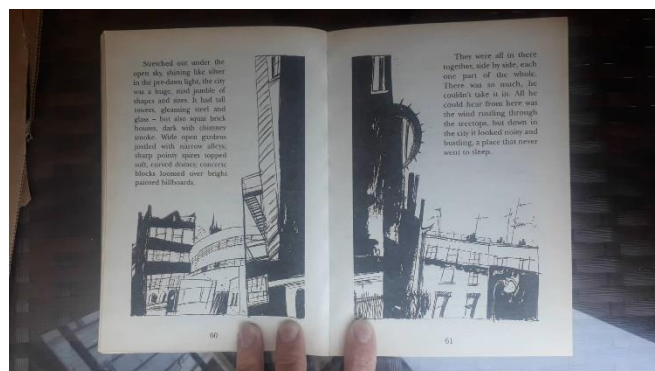 Stretched out under the
open sky, shining like silver
in the pre-dawn light, the city
was a huge, mad jumble of
shapes and sizes. It had tall
towers, gleaming steel and
glass – but also squat brick
houses, dark with chimney
smoke. Wide open gardens
jostled with narrow alleys;
sharp pointy spires topped
soft, curved domes; concrete
blocks loomed over bright
painted billboards.
60
They were all in there
together, side by side, each
one part of the whole.
There was so much, he
couldn't take it in. All he
could hear from here was
the wind rustling through
the treetops, but down in
the city it looked noisy and
bustling, a place that never
went to sleep.
61